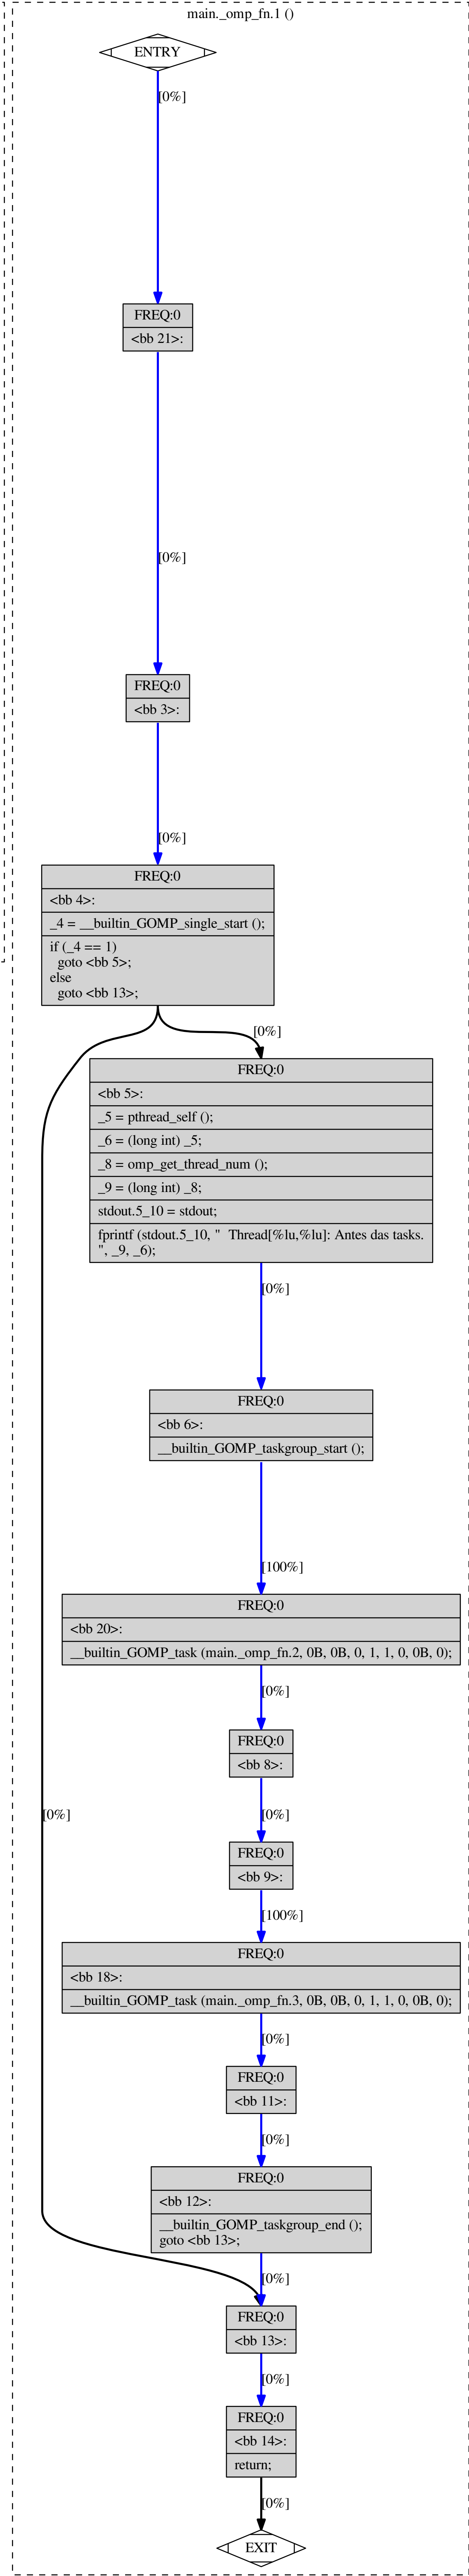 main._omp_fn.1 ()
ENTRY
[0%]
FREQ:0
<bb 21>:
[0%]
FREQ:0
<bb 3>:
[0%]
FREQ:0
<bb 4>:
_4 = __builtin_GOMP_single_start ();
if (_4 == 1)
goto <bb 5>;
else
goto <bb 13>;
[0%]
FREQ:0
<bb 5>:
_5 = pthread_self ();
_6 = (long int) _5;
_8 = omp_get_thread_num ();
_9 = (long int) _8;
stdout.5_10 = stdout;
fprintf (stdout.5_10, "  Thread[%lu,%lu]: Antes das tasks.
", _9, _6);
[0%]
FREQ:0
<bb 6>:
__builtin_GOMP_taskgroup_start ();
[100%]
FREQ:0
<bb 20>:
__builtin_GOMP_task (main._omp_fn.2, 0B, 0B, 0, 1, 1, 0, 0B, 0);
[0%]
FREQ:0
<bb 8>:
[0%]
[0%]
FREQ:0
<bb 9>:
[100%]
FREQ:0
<bb 18>:
__builtin_GOMP_task (main._omp_fn.3, 0B, 0B, 0, 1, 1, 0, 0B, 0);
[0%]
FREQ:0
<bb 11>:
[0%]
FREQ:0
<bb 12>:
__builtin_GOMP_taskgroup_end ();
goto <bb 13>;
[0%]
FREQ:0
<bb 13>:
[0%]
FREQ:0
<bb 14>:
return;
[0%]
EXIT